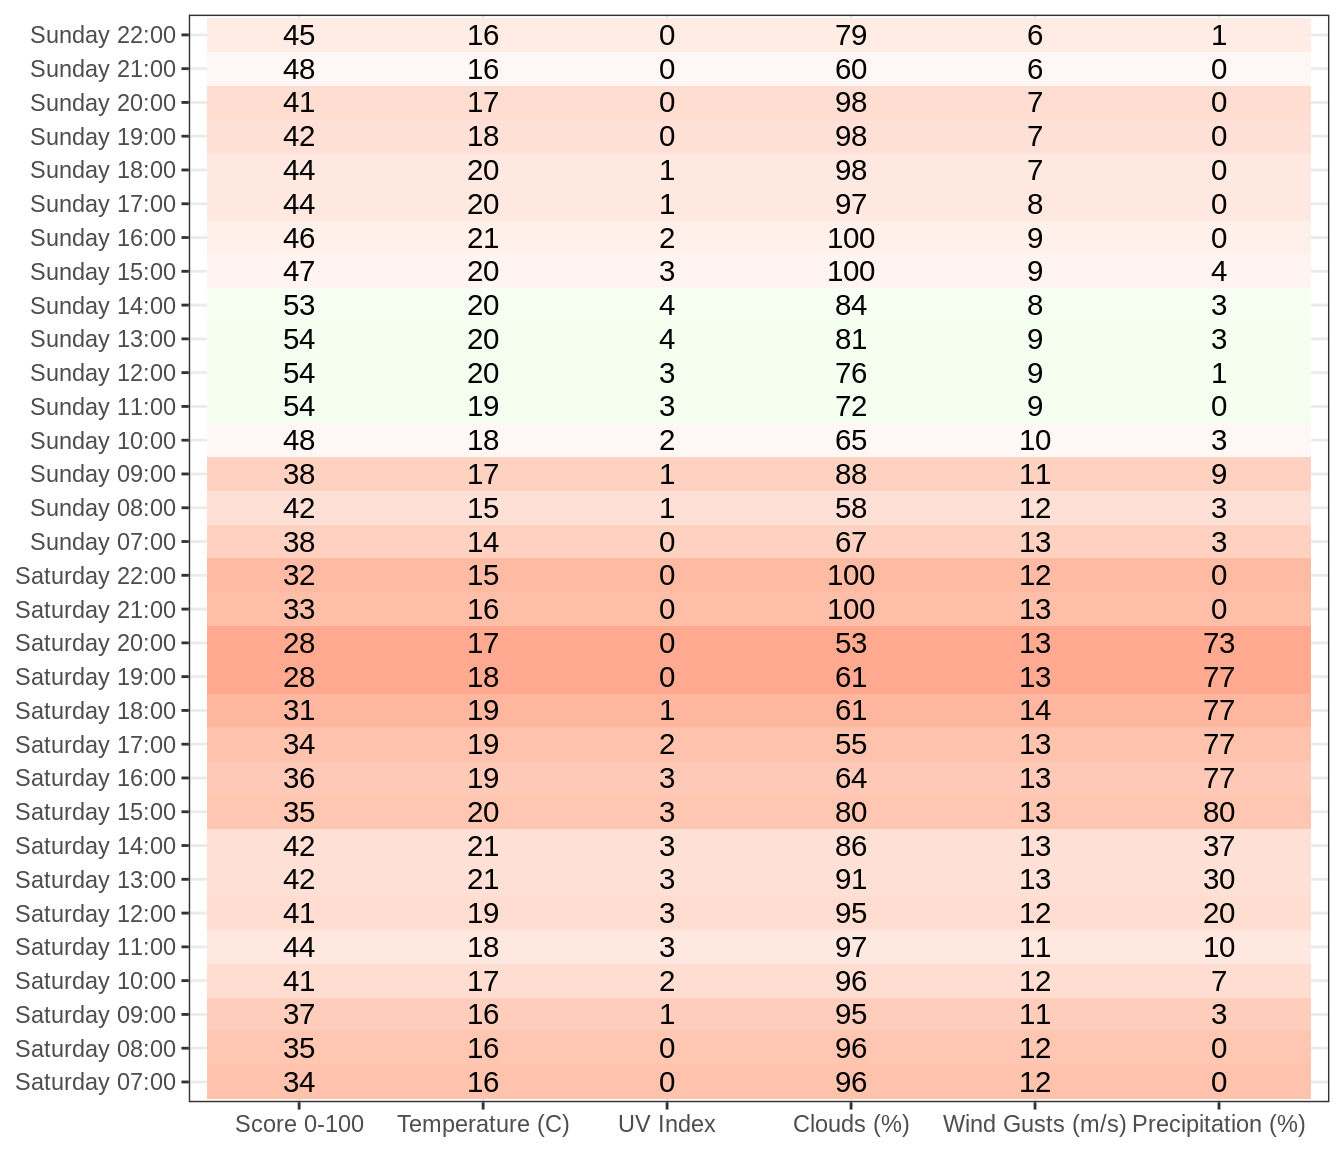 Sunday 22:00 45 16 0 79 6 1
Sunday 21:00 48 16 0 60 6 0
Sunday 20:00 41 17 0 98 7 0
Sunday 19:00 42 18 0 98 7 0
Sunday 18:00 44 20 1 98 7 0
Sunday 17:00 44 20 1 97 8 0
Sunday 16:00 46 21 2 100 9 0
Sunday 15:00 47 20 3 100 9 4
Sunday 14:00 53 20 4 84 8 3
Sunday 13:00 54 20 4 81 9 3
Sunday 12:00 54 20 3 76 9 1
Sunday 11:00 54 19 3 72 9 0
Sunday 10:00 48 18 2 65 10 3
Sunday 09:00 38 17 1 88 11 9
Sunday 08:00 42 15 1 58 12 3
Sunday 07:00 38 14 0 67 13 3
Saturday 22:00 32 15 0 100 12 0
Saturday 21:00 33 16 0 100 13 0
Saturday 20:00 28 17 0 53 13 73
Saturday 19:00 28 18 0 61 13 77
Saturday 18:00 31 19 1 61 14 77
Saturday 17:00 34 19 2 55 13 77
Saturday 16:00 36 19 3 64 13 77
Saturday 15:00 35 20 3 80 13 80
Saturday 14:00 42 21 3 86 13 37
Saturday 13:00 42 21 3 91 13 30
Saturday 12:00 41 19 3 95 12 20
Saturday 11:00 44 18 3 97 11 10
Saturday 10:00 41 17 2 96 12 7
Saturday 09:00 37 16 1 95 11 3
Saturday 08:00 35 16 0 96 12 0
Saturday 07:00 34 16 0 96 12 0
Score 0-100 Temperature (C) UV Index Clouds (%) Wind Gusts (m/s) Precipitation (%)